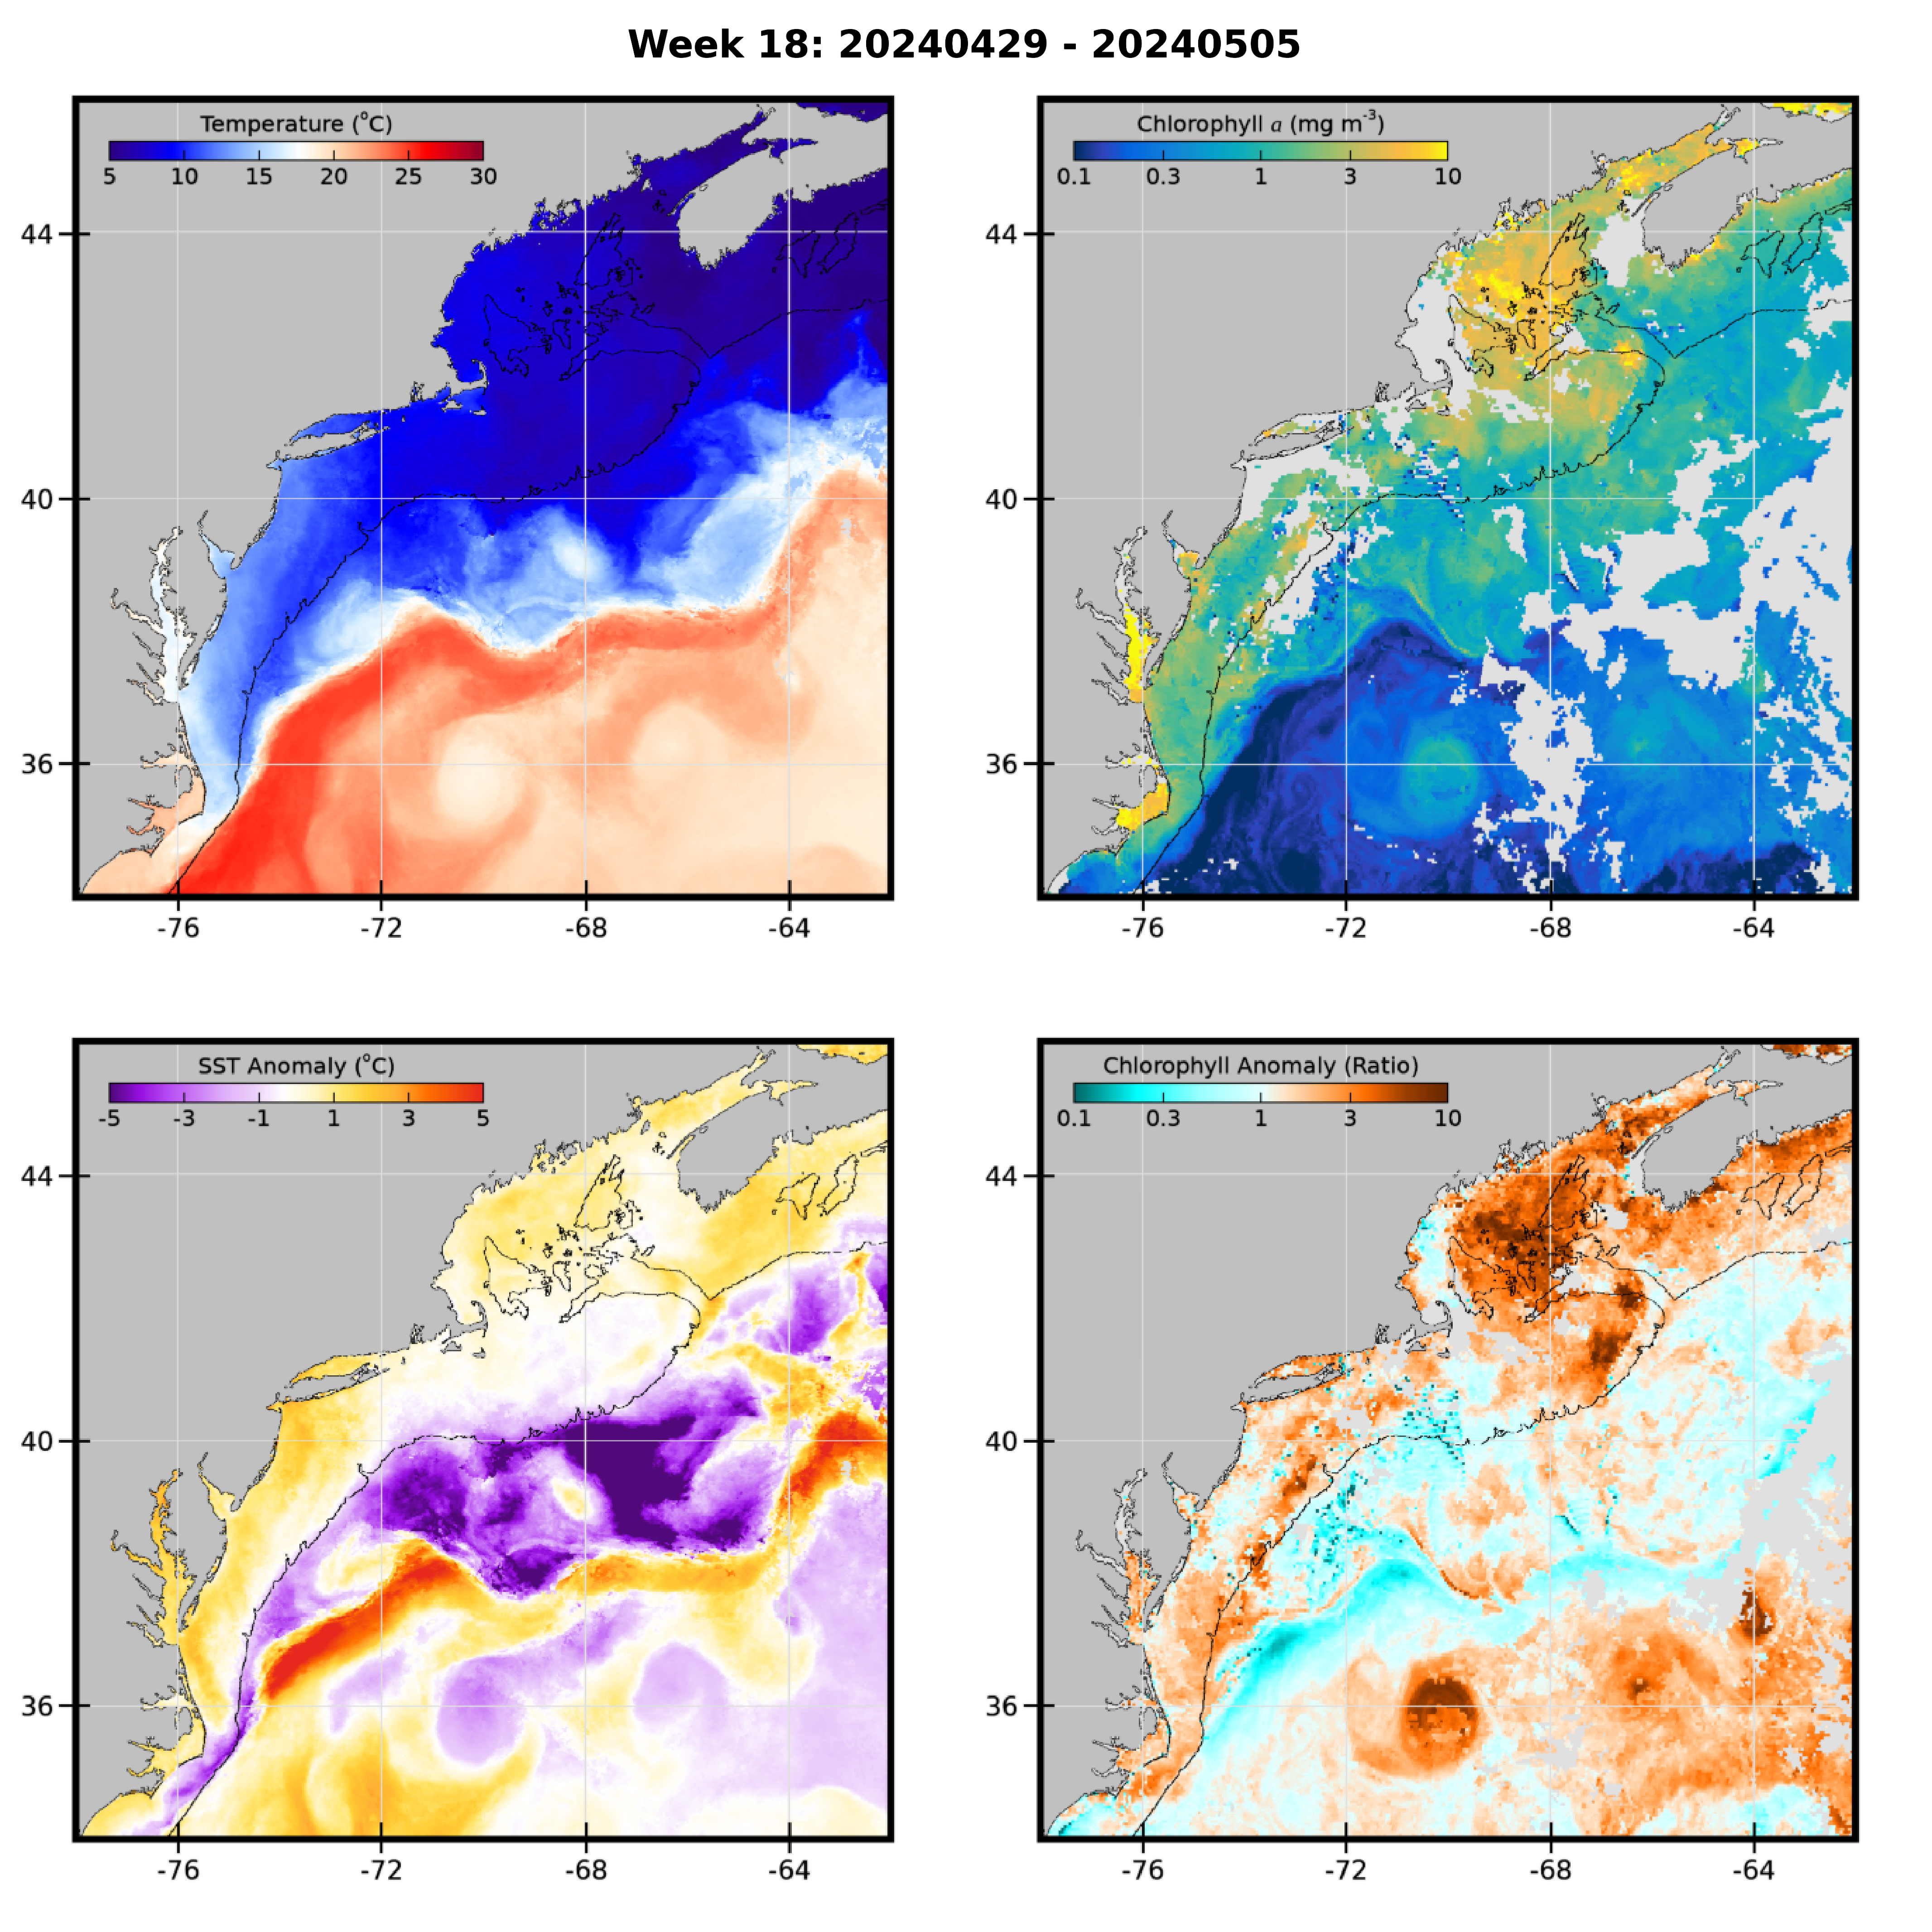 Week 18: 20240429 - 20240505
Temperature (°C)
5 10 15 20 25 30
44
40
36
-76 -72 -68 -64
Chlorophyll a (mg m⁻³)
0.1 0.3 1 3 10
44
40
36
-76 -72 -68 -64
SST Anomaly (°C)
-5 -3 -1 1 3 5
44
40
36
-76 -72 -68 -64
Chlorophyll Anomaly (Ratio)
0.1 0.3 1 3 10
44
40
36
-76 -72 -68 -64